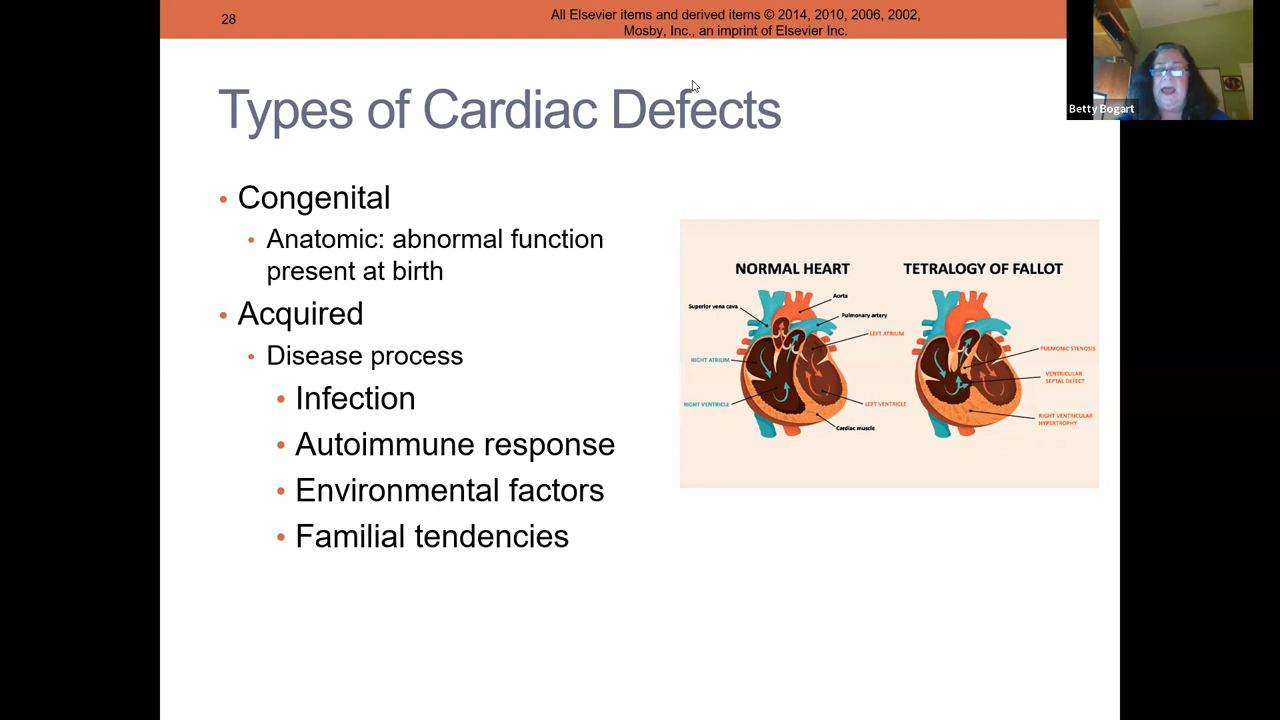 28
All Elsevier items and derived items © 2014, 2010, 2006, 2002,
Mosby, Inc., an imprint of Elsevier Inc.
Betty Bogart
Types of Cardiac Defects
• Congenital
• Anatomic: abnormal function
present at birth
• Acquired
• Disease process
• Infection
• Autoimmune response
• Environmental factors
• Familial tendencies
NORMAL HEART
Aorta
Superior vena cava
Pulmonary artery
LEFT ATRIUM
RIGHT ATRIUM
RIGHT VENTRICLE
LEFT VENTRICLE
Cardiac muscle
TETRALOGY OF FALLOT
PULMONIC STENOSIS
VENTRICULAR
SEPTAL DEFECT
RIGHT VENTRICULAR
HYPERTROPHY